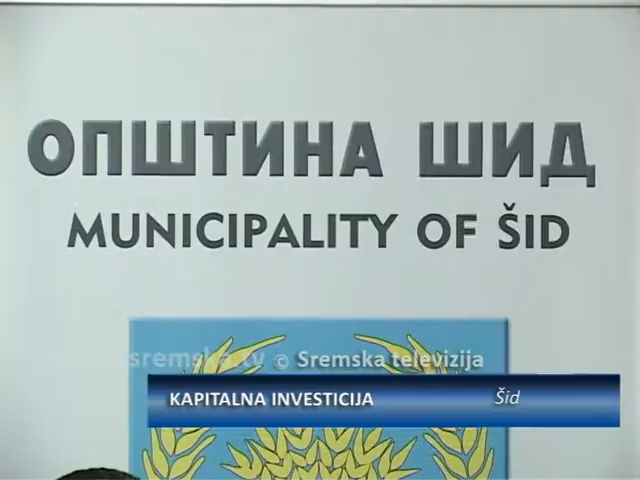 ОПШТИНА ШИД
MUNICIPALITY OF ŠID
sremska.tv © Sremska televizija
KAPITALNA INVESTICIJA Šid